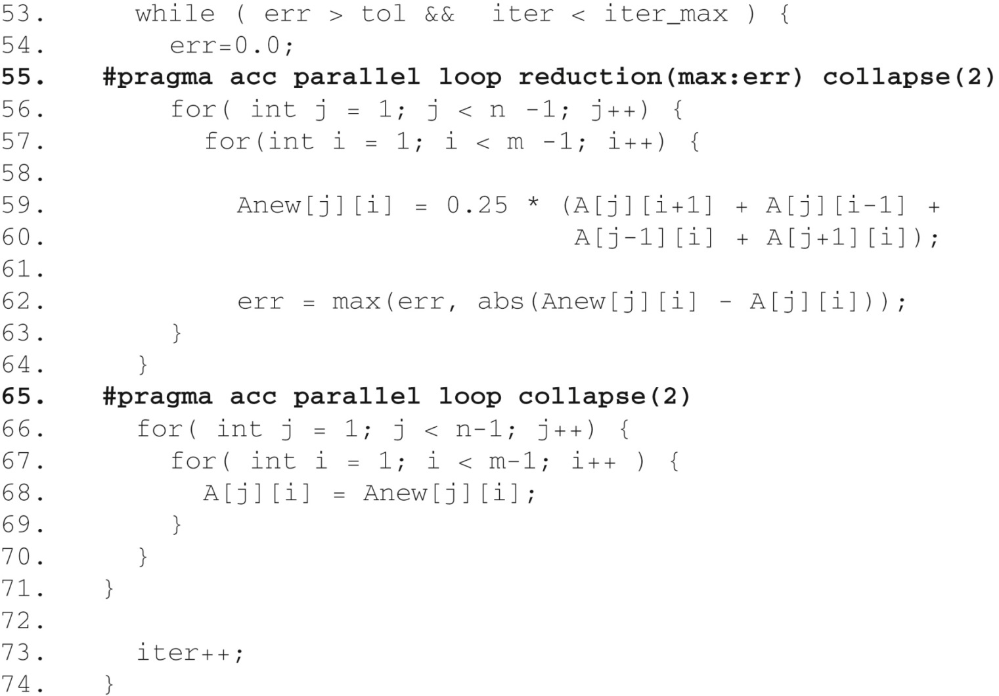 53.      while ( err > tol &&  iter < iter_max ) {
54.        err=0.0;
55.    #pragma acc parallel loop reduction(max:err) collapse(2)
56.        for( int j = 1; j < n -1; j++) {
57.          for(int i = 1; i < m -1; i++) {
58.
59.            Anew[j][i] = 0.25 * (A[j][i+1] + A[j][i-1] +
60.                                 A[j-1][i] + A[j+1][i]);
61.
62.            err = max(err, abs(Anew[j][i] - A[j][i]));
63.        }
64.      }
65.    #pragma acc parallel loop collapse(2)
66.      for( int j = 1; j < n-1; j++) {
67.        for( int i = 1; i < m-1; i++ ) {
68.          A[j][i] = Anew[j][i];
69.        }
70.      }
71.    }
72.
73.      iter++;
74.    }